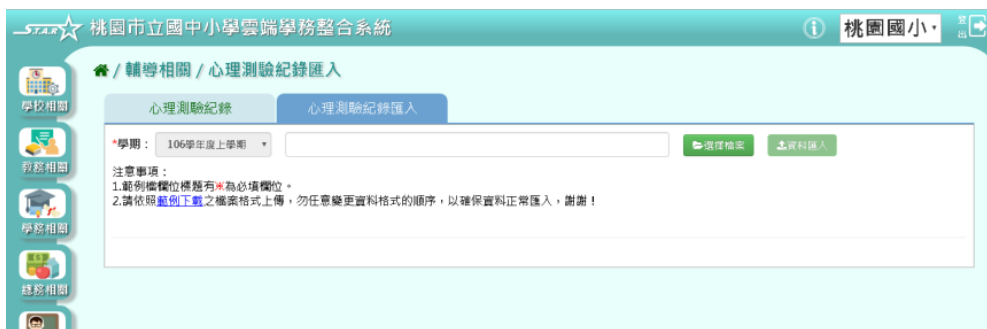 STAR 桃園市立國中小學雲端學務整合系統
桃園國小
登出
/ 輔導相關 / 心理測驗紀錄匯入
學校相關
教務相關
學務相關
總務相關
心理測驗紀錄
心理測驗紀錄匯入
*學期： 106學年度上學期
選擇檔案
資料匯入
注意事項：
1.範例檔欄位標題有※為必填欄位。
2.請依照範例下載之檔案格式上傳，勿任意變更資料格式的順序，以確保資料正常匯入，謝謝！